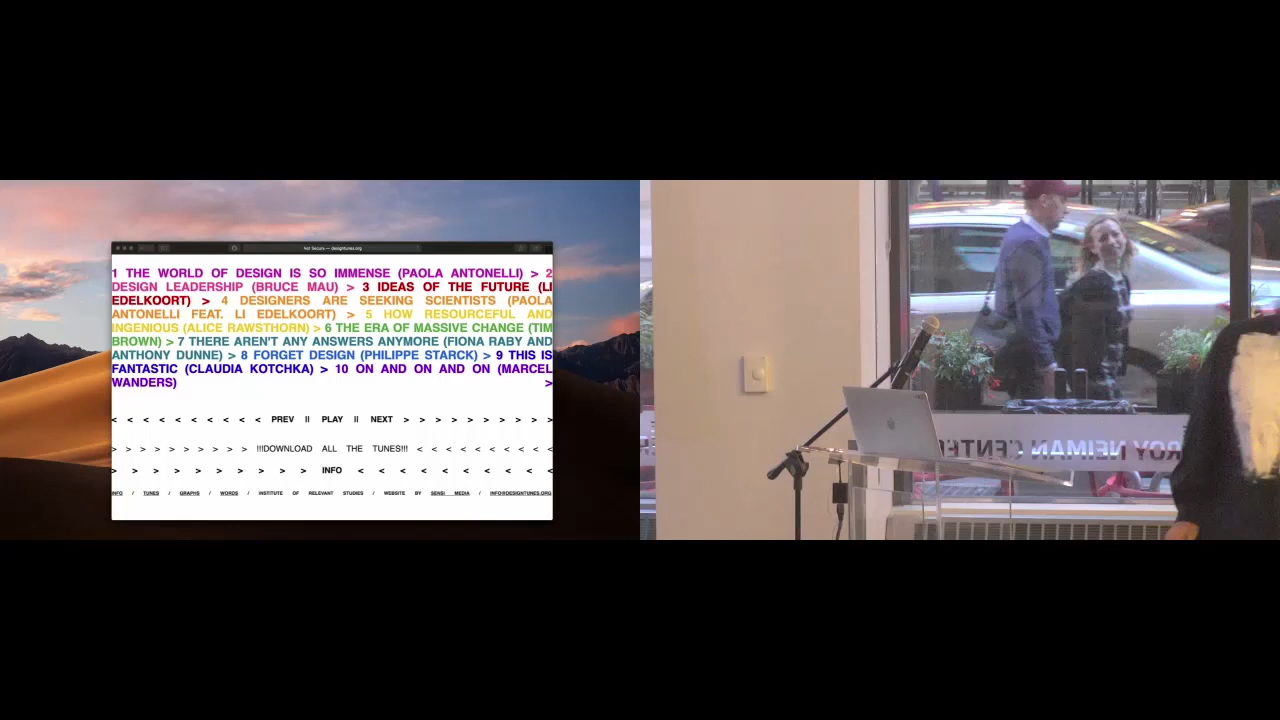 Not Secure — designtunes.org
1 THE WORLD OF DESIGN IS SO IMMENSE (PAOLA ANTONELLI) > 2
DESIGN LEADERSHIP (BRUCE MAU) > 3 IDEAS OF THE FUTURE (LI
EDELKOORT) > 4 DESIGNERS ARE SEEKING SCIENTISTS (PAOLA
ANTONELLI FEAT. LI EDELKOORT) > 5 HOW RESOURCEFUL AND
INGENIOUS (ALICE RAWSTHORN) > 6 THE ERA OF MASSIVE CHANGE (TIM
BROWN) > 7 THERE AREN'T ANY ANSWERS ANYMORE (FIONA RABY AND
ANTHONY DUNNE) > 8 FORGET DESIGN (PHILIPPE STARCK) > 9 THIS IS
FANTASTIC (CLAUDIA KOTCHKA) > 10 ON AND ON AND ON (MARCEL
WANDERS) >
< < < < < < < < < < PREV || PLAY || NEXT > > > > > > > > > >
> > > > > > > > > !!!DOWNLOAD ALL THE TUNES!!! < < < < < < < < <
> > > > > > > > > INFO < < < < < < < < <
INFO / TUNES / GRAPHS / WORDS / INSTITUTE OF RELEVANT STUDIES / WEBSITE BY SENSI MEDIA / INFO@DESIGNTUNES.ORG
ROY NEIMAN CENTE